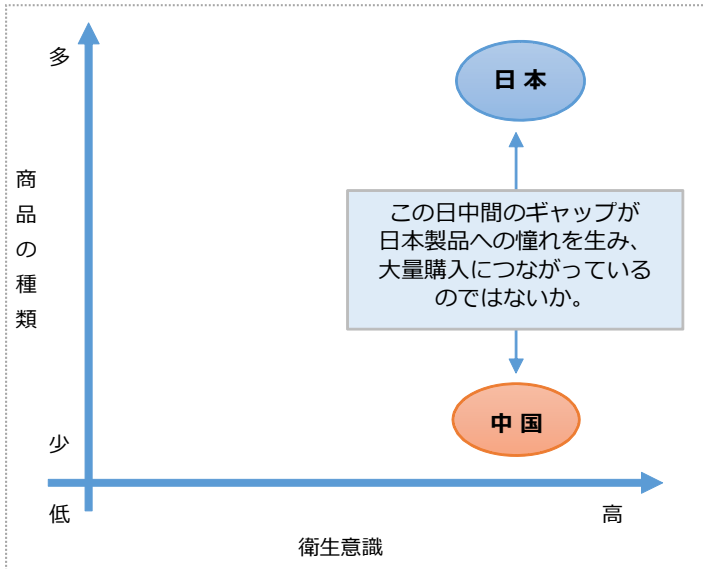 多
日 本
商品の種類
この日中間のギャップが
日本製品への憧れを生み、
大量購入につながっている
のではないか。
中 国
少
低
高
衛生意識